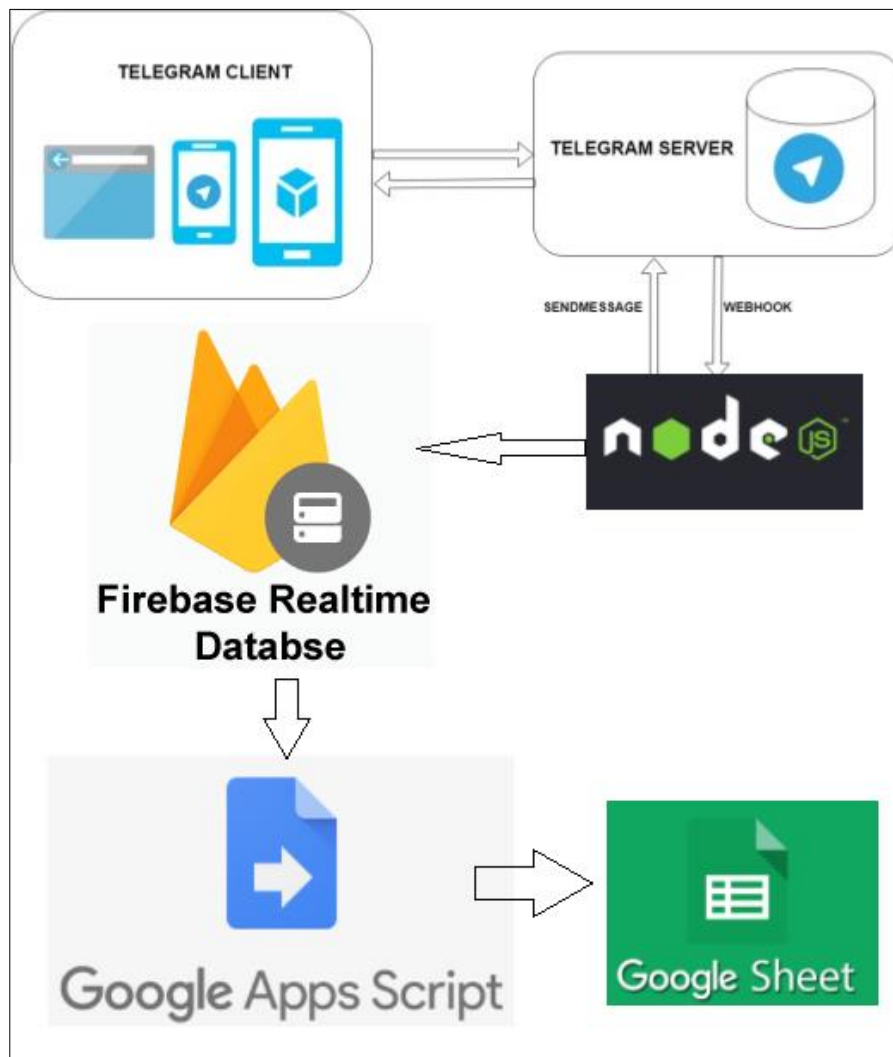 TELEGRAM CLIENT
TELEGRAM SERVER
SENDMESSAGE
WEBHOOK
node
JS
Firebase Realtime
Databse
Google Apps Script
Google Sheet